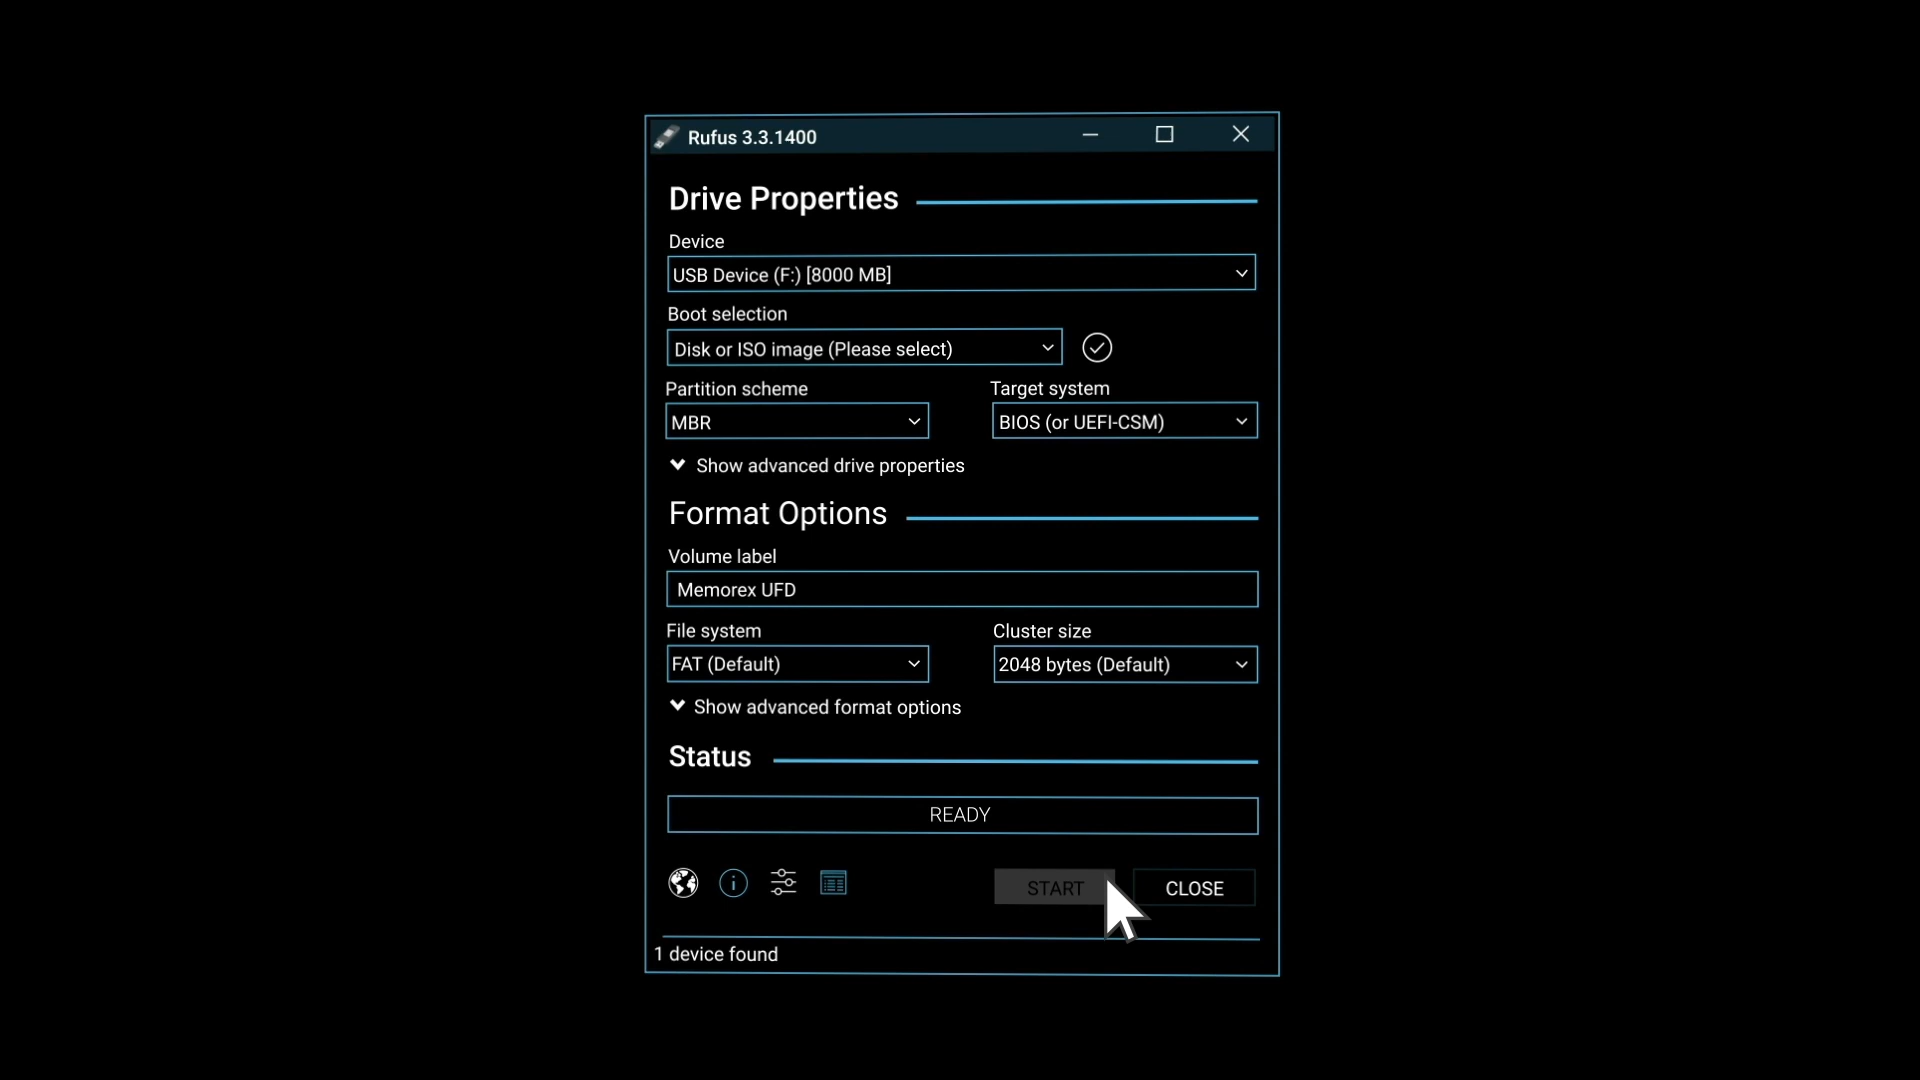 Rufus 3.3.1400
Drive Properties
Device
USB Device (F:) [8000 MB]
Boot selection
Disk or ISO image (Please select)
Partition scheme
Target system
MBR
BIOS (or UEFI-CSM)
Show advanced drive properties
Format Options
Volume label
Memorex UFD
File system
Cluster size
FAT (Default)
2048 bytes (Default)
Show advanced format options
Status
READY
START
CLOSE
1 device found